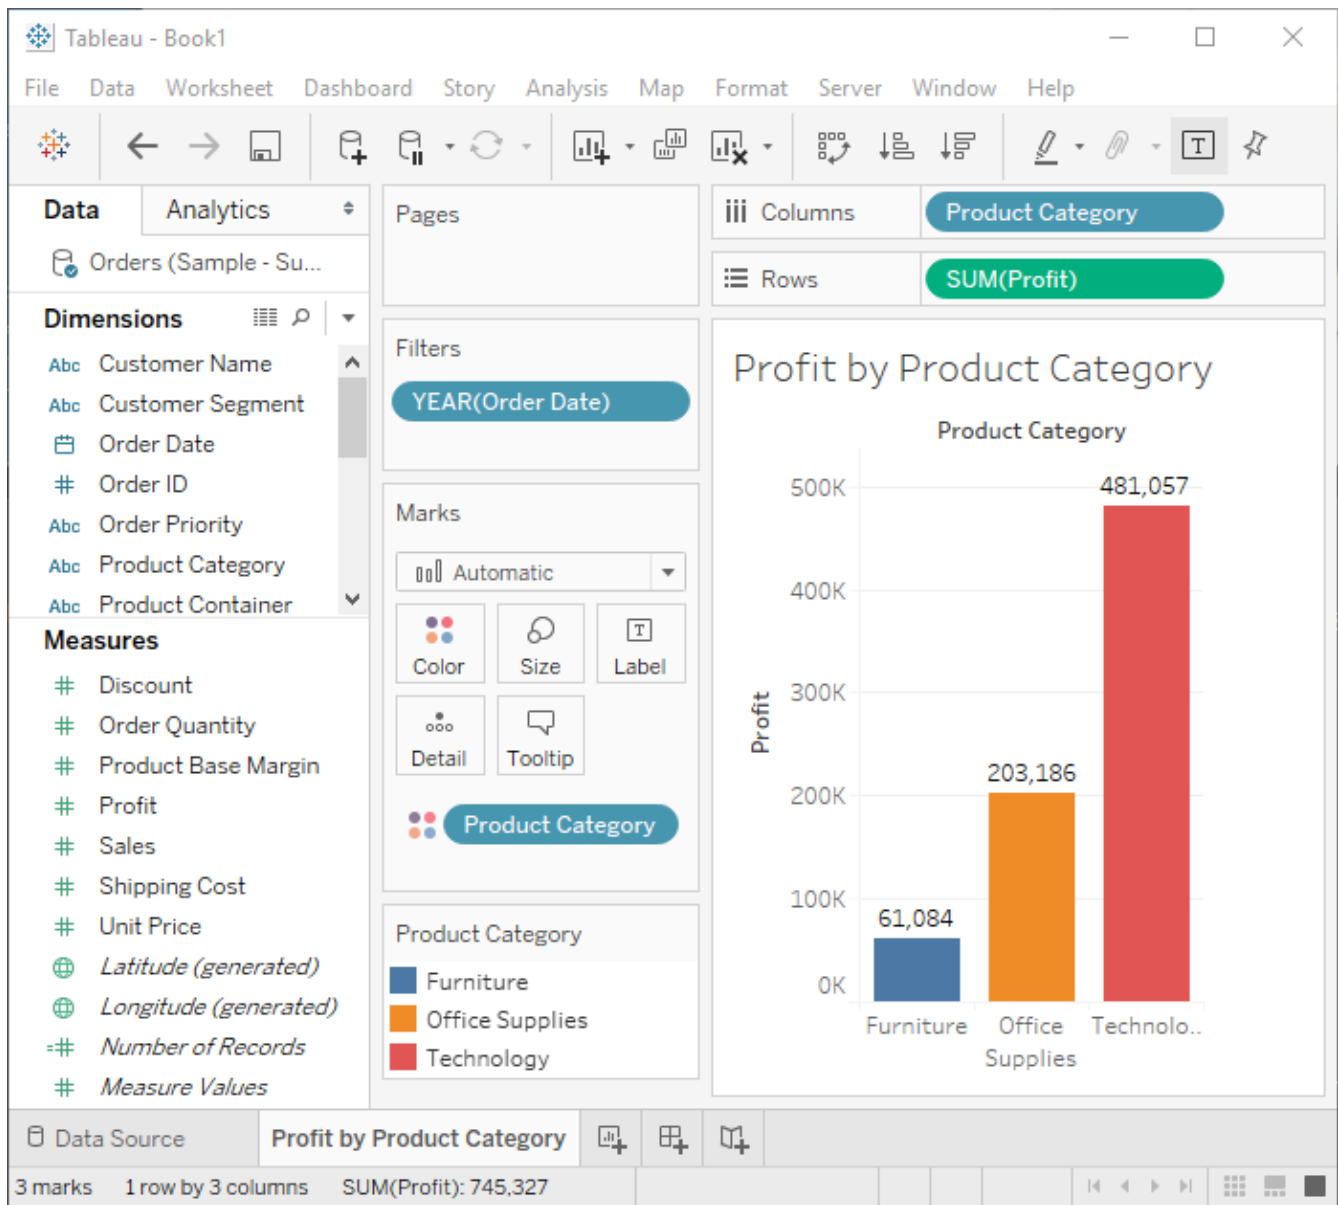 Tableau - Book1
File Data Worksheet Dashboard Story Analysis Map Format Server Window Help
Data Analytics
Orders (Sample - Su...
Dimensions
Abc Customer Name
Abc Customer Segment
Order Date
# Order ID
Abc Order Priority
Abc Product Category
Abc Product Container
Measures
# Discount
# Order Quantity
# Product Base Margin
# Profit
# Sales
# Shipping Cost
# Unit Price
Latitude (generated)
Longitude (generated)
=# Number of Records
# Measure Values
Pages
Filters
YEAR(Order Date)
Marks
Automatic
Color Size T Label
Detail Tooltip
Product Category
Product Category
Furniture
Office Supplies
Technology
iii Columns Product Category
Rows SUM(Profit)
Profit by Product Category
Product Category
500K
400K
300K
200K
100K
0K
Profit
481,057
203,186
61,084
Furniture Office Technolo..
Supplies
Data Source Profit by Product Category
3 marks 1 row by 3 columns SUM(Profit): 745,327